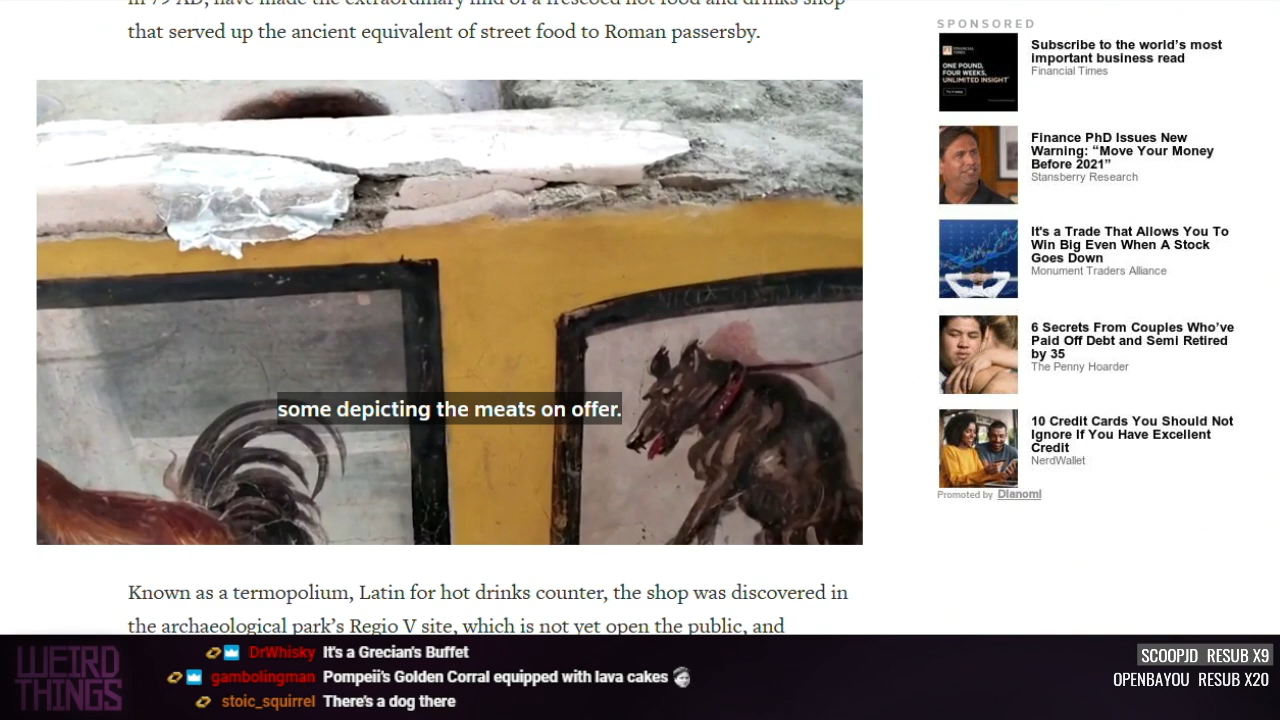 that served up the ancient equivalent of street food to Roman passersby.
some depicting the meats on offer.
Known as a termopolium, Latin for hot drinks counter, the shop was discovered in
the archaeological park's Regio V site, which is not yet open the public, and
SPONSORED
Subscribe to the world's most
important business read
Financial Times
ONE POUND,
FOUR WEEKS,
UNLIMITED INSIGHT
Finance PhD Issues New
Warning: “Move Your Money
Before 2021”
Stansberry Research
It's a Trade That Allows You To
Win Big Even When A Stock
Goes Down
Monument Traders Alliance
6 Secrets From Couples Who've
Paid Off Debt and Semi Retired
by 35
The Penny Hoarder
10 Credit Cards You Should Not
Ignore If You Have Excellent
Credit
NerdWallet
Promoted by Dianomi
WEIRD
THINGS
DrWhisky It's a Grecian's Buffet
gambolingman Pompeii's Golden Corral equipped with lava cakes
stoic_squirrel There's a dog there
SCOOPJD RESUB X9
OPENBAYOU RESUB X20